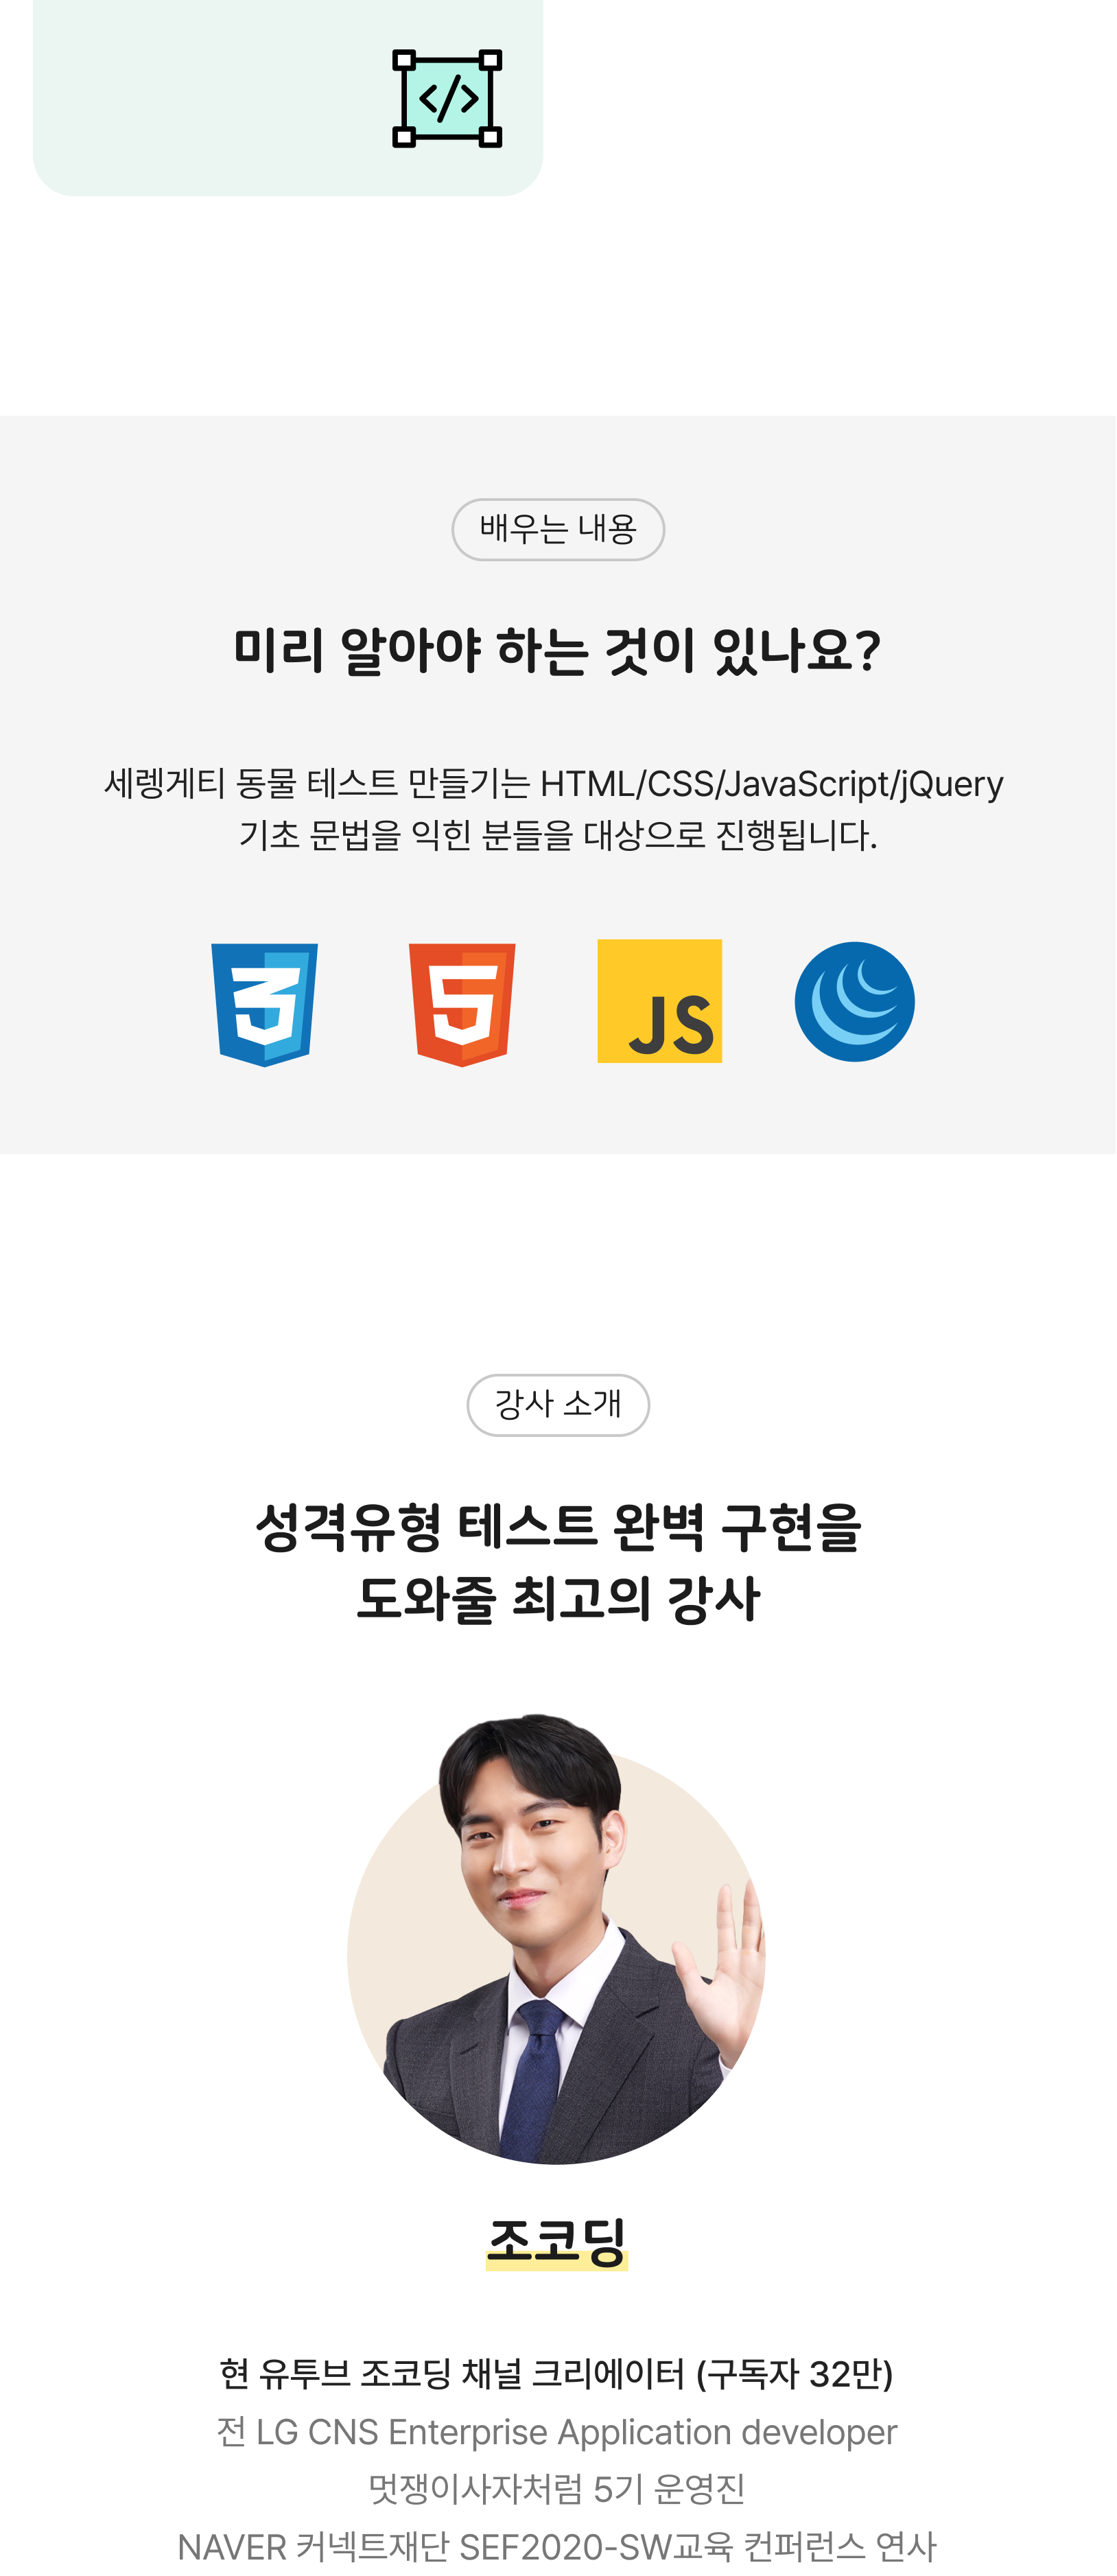 </>
배우는 내용
미리 알아야 하는 것이 있나요?
세렝게티 동물 테스트 만들기는 HTML/CSS/JavaScript/jQuery
기초 문법을 익힌 분들을 대상으로 진행됩니다.
3 5 JS
강사 소개
성격유형 테스트 완벽 구현을
도와줄 최고의 강사
조코딩
현 유투브 조코딩 채널 크리에이터 (구독자 32만)
전 LG CNS Enterprise Application developer
멋쟁이사자처럼 5기 운영진
NAVER 커넥트재단 SEF2020-SW교육 컨퍼런스 연사